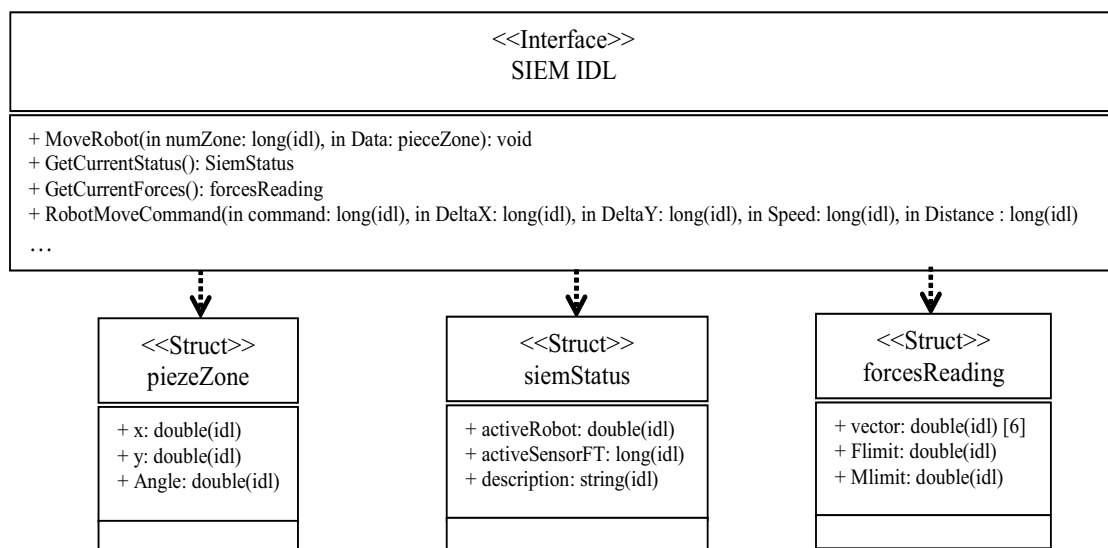 <<Interface>>
SIEM IDL
+ MoveRobot(in numZone: long(idl), in Data: pieceZone): void
+ GetCurrentStatus(): SiemStatus
+ GetCurrentForces(): forcesReading
+ RobotMoveCommand(in command: long(idl), in DeltaX: long(idl), in DeltaY: long(idl), in Speed: long(idl), in Distance : long(idl)
…
<<Struct>>
piezeZone
+ x: double(idl)
+ y: double(idl)
+ Angle: double(idl)
<<Struct>>
siemStatus
+ activeRobot: double(idl)
+ activeSensorFT: long(idl)
+ description: string(idl)
<<Struct>>
forcesReading
+ vector: double(idl) [6]
+ Flimit: double(idl)
+ Mlimit: double(idl)